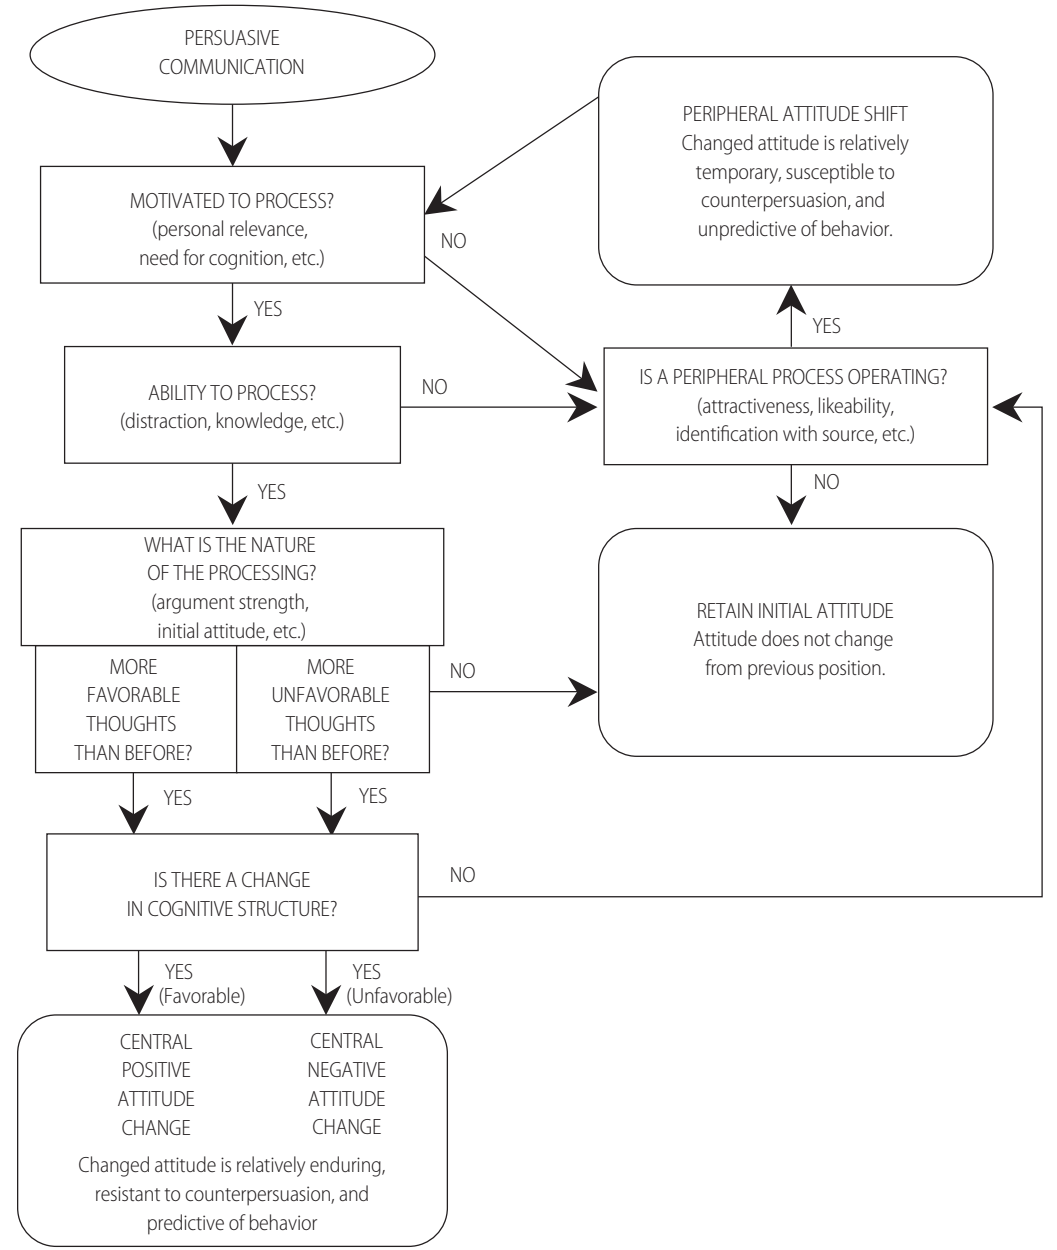 PERSUASIVE
COMMUNICATION
MOTIVATED TO PROCESS?
(personal relevance,
need for cognition, etc.)
NO
YES
PERIPHERAL ATTITUDE SHIFT
Changed attitude is relatively
temporary, susceptible to
counterpersuasion, and
unpredictive of behavior.
YES
ABILITY TO PROCESS?
(distraction, knowledge, etc.)
NO
YES
IS A PERIPHERAL PROCESS OPERATING?
(attractiveness, likeability,
identification with source, etc.)
NO
WHAT IS THE NATURE
OF THE PROCESSING?
(argument strength,
initial attitude, etc.)
MORE
FAVORABLE
THOUGHTS
THAN BEFORE?
MORE
UNFAVORABLE
THOUGHTS
THAN BEFORE?
NO
RETAIN INITIAL ATTITUDE
Attitude does not change
from previous position.
YES
YES
IS THERE A CHANGE
IN COGNITIVE STRUCTURE?
NO
YES
(Favorable)
YES
(Unfavorable)
CENTRAL
POSITIVE
ATTITUDE
CHANGE
CENTRAL
NEGATIVE
ATTITUDE
CHANGE
Changed attitude is relatively enduring,
resistant to counterpersuasion, and
predictive of behavior